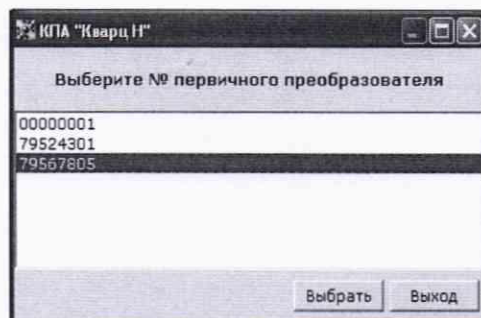 КПА "Кварц Н"
Выберите № первичного преобразователя
00000001
79524301
79567805
Выбрать
Выход